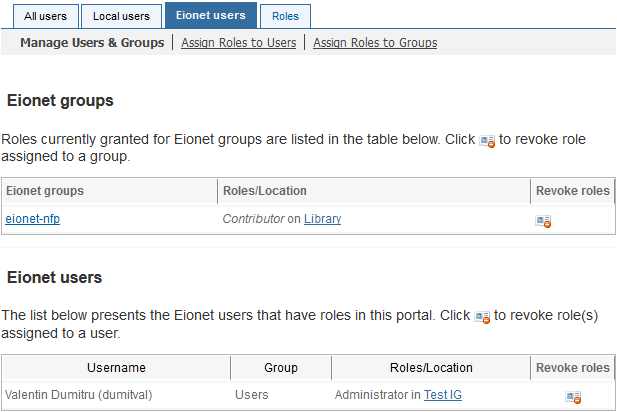 All users Local users Eionet users Roles
Manage Users & Groups Assign Roles to Users Assign Roles to Groups
Eionet groups
Roles currently granted for Eionet groups are listed in the table below. Click to revoke role
assigned to a group.
Eionet groups Roles/Location Revoke roles
eionet-nfp Contributor on Library
Eionet users
The list below presents the Eionet users that have roles in this portal. Click to revoke role(s)
assigned to a user.
Username Group Roles/Location Revoke roles
Valentin Dumitru (dumitval) Users Administrator in Test IG